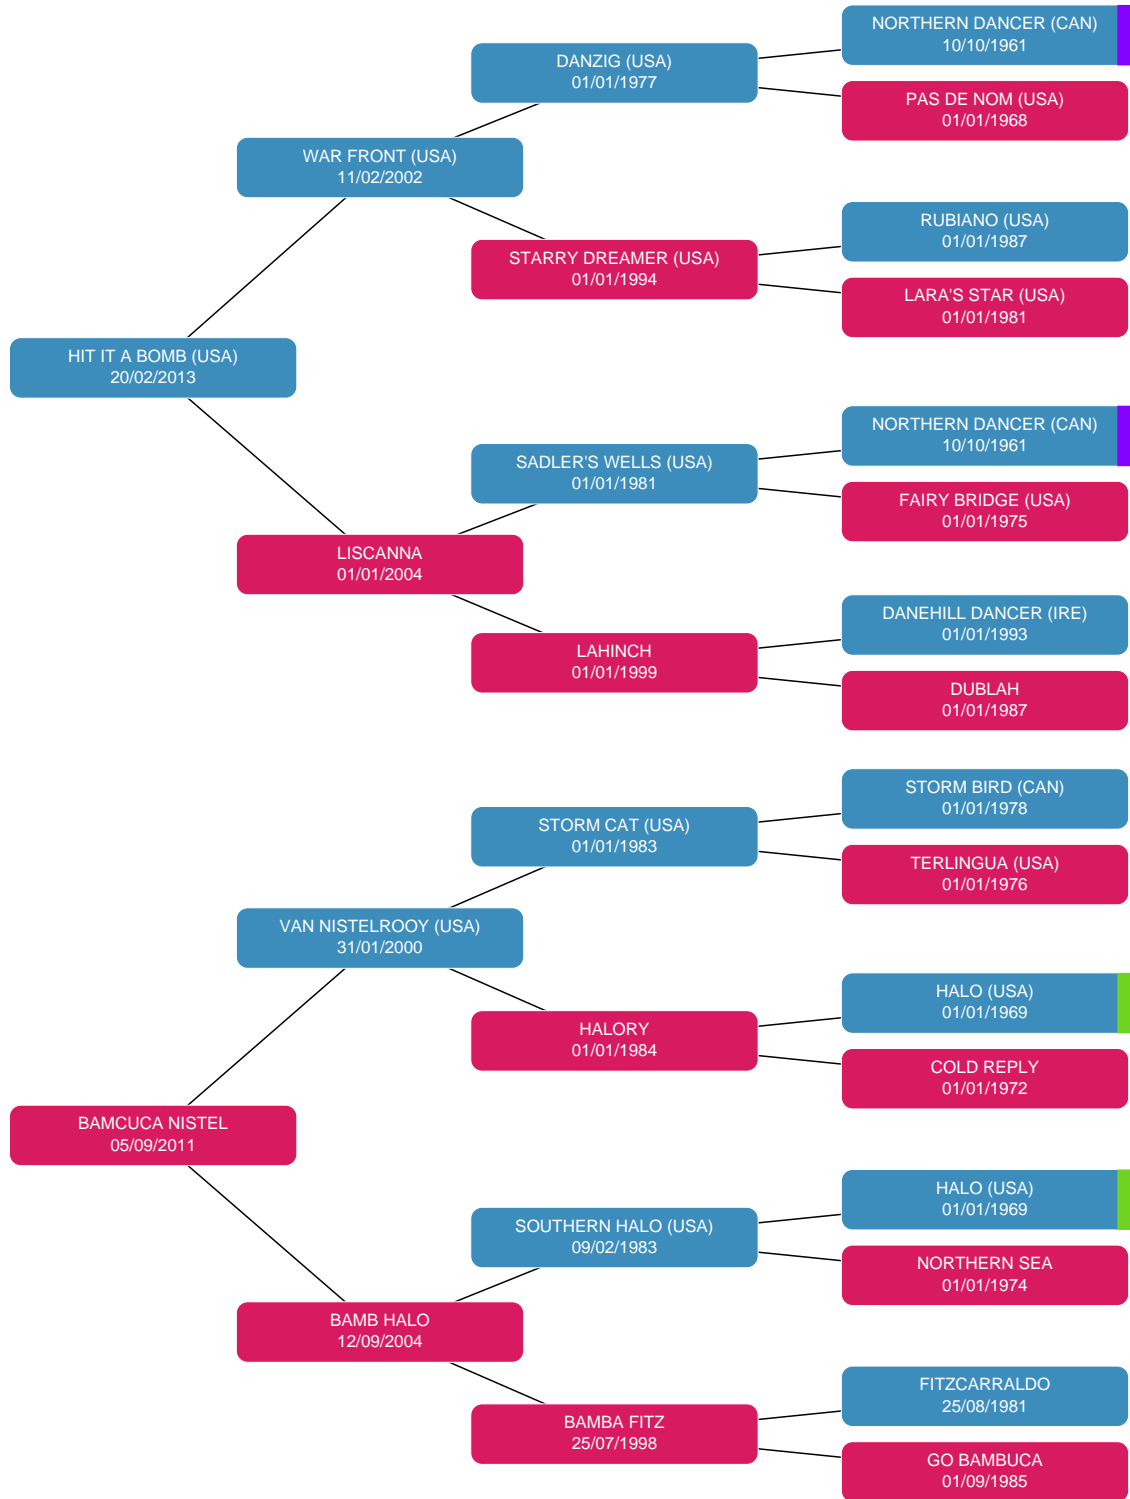 NORTHERN DANCER (CAN)
10/10/1961
DANZIG (USA)
01/01/1977
PAS DE NOM (USA)
01/01/1968
WAR FRONT (USA)
11/02/2002
RUBIANO (USA)
01/01/1987
STARRY DREAMER (USA)
01/01/1994
LARA'S STAR (USA)
01/01/1981
HIT IT A BOMB (USA)
20/02/2013
NORTHERN DANCER (CAN)
10/10/1961
SADLER'S WELLS (USA)
01/01/1981
FAIRY BRIDGE (USA)
01/01/1975
LISCANNA
01/01/2004
DANEHILL DANCER (IRE)
01/01/1993
LAHINCH
01/01/1999
DUBLAH
01/01/1987
STORM BIRD (CAN)
01/01/1978
STORM CAT (USA)
01/01/1983
TERLINGUA (USA)
01/01/1976
VAN NISTELROOY (USA)
31/01/2000
HALO (USA)
01/01/1969
HALORY
01/01/1984
COLD REPLY
01/01/1972
BAMCUCA NISTEL
05/09/2011
HALO (USA)
01/01/1969
SOUTHERN HALO (USA)
09/02/1983
NORTHERN SEA
01/01/1974
BAMB HALO
12/09/2004
FITZCARRALDO
25/08/1981
BAMBA FITZ
25/07/1998
GO BAMBUCA
01/09/1985